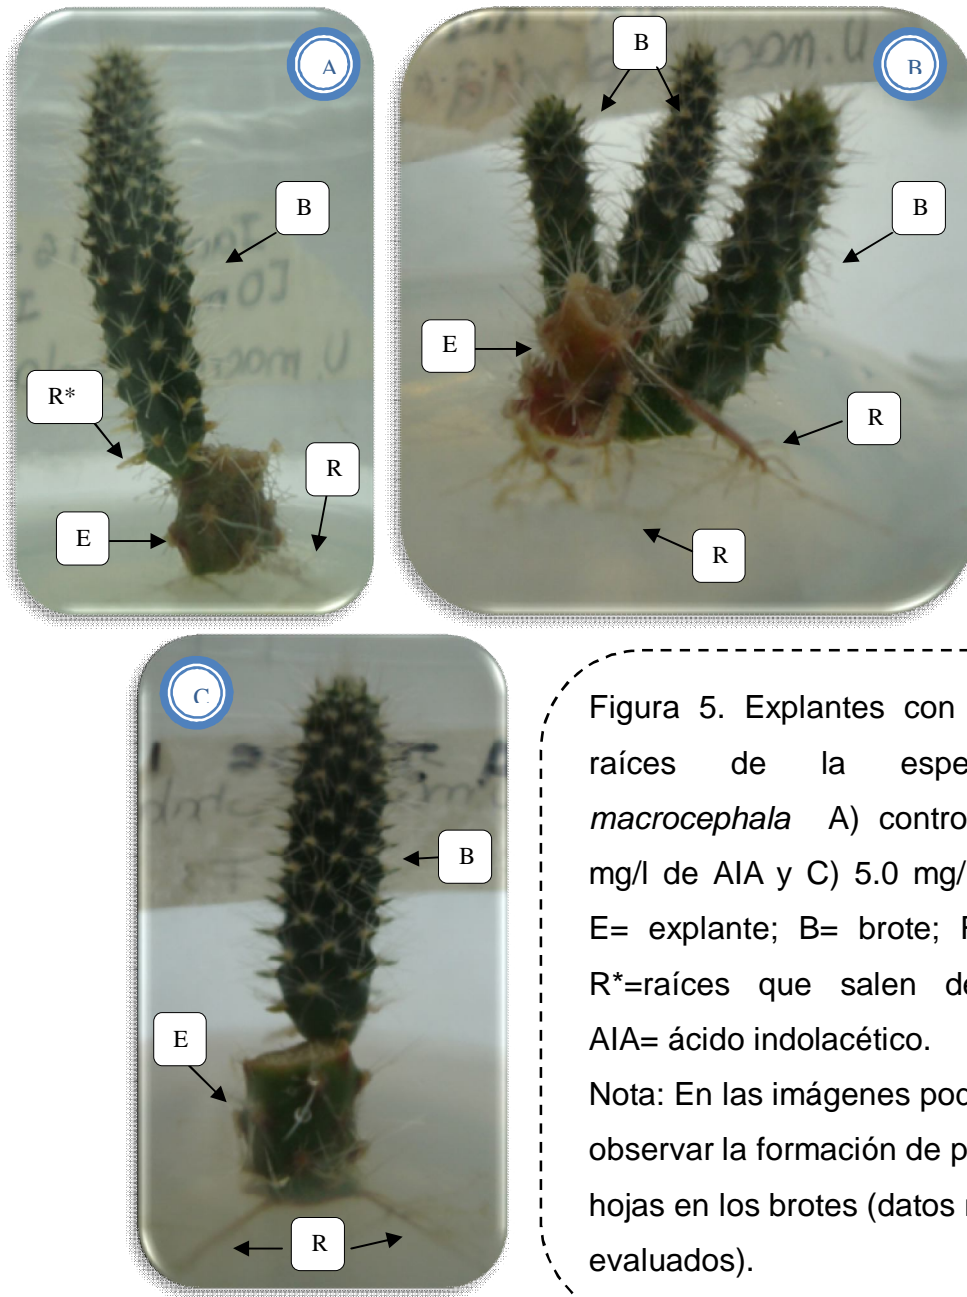 A
B
B
B
B
R*
R
E
E
R
R
C
B
E
R
Figura 5. Explantes con
raíces de la espe
macrocephala A) contro
mg/l de AIA y C) 5.0 mg/
E= explante; B= brote;
R*=raíces que salen de
AIA= ácido indolacético.
Nota: En las imágenes pod
observar la formación de p
hojas en los brotes (datos
evaluados).